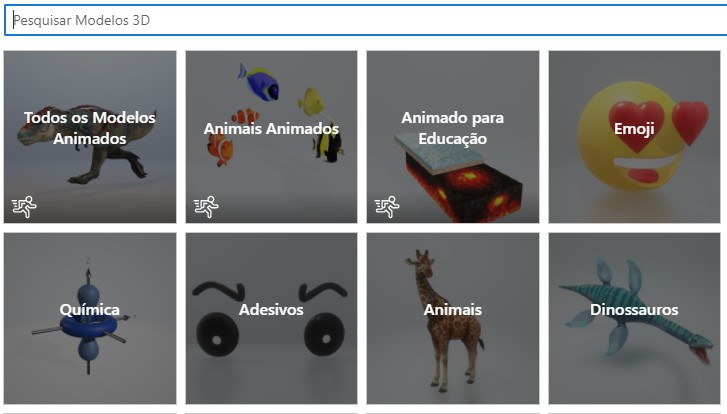 Pesquisar Modelos 3D
Todos os Modelos
Animados
Animais Animados
Animado para
Educação
Emoji
Química
Adesivos
Animais
Dinossauros